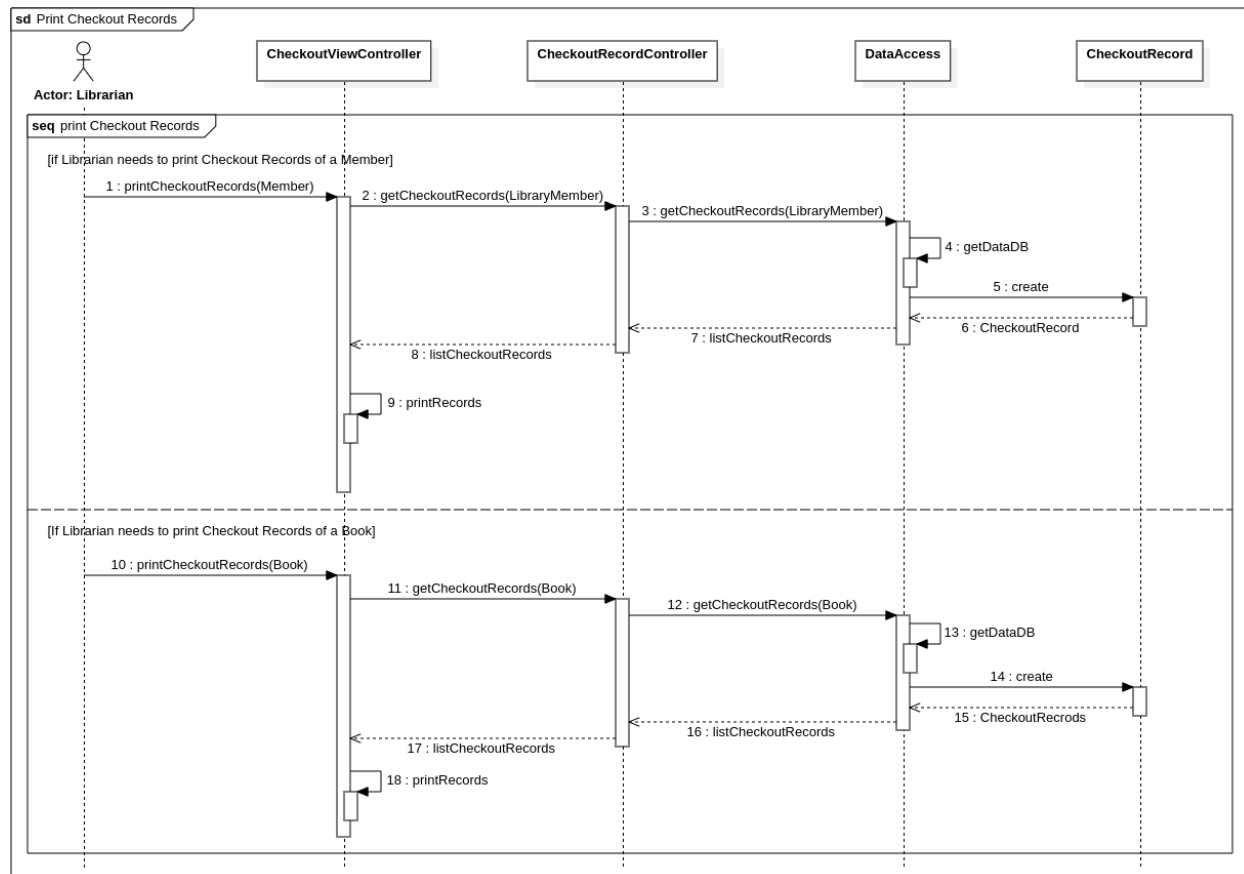 sd Print Checkout Records
Actor: Librarian
CheckoutViewController
CheckoutRecordController
DataAccess
CheckoutRecord
seq print Checkout Records
[if Librarian needs to print Checkout Records of a Member]
1 : printCheckoutRecords(Member)
2 : getCheckoutRecords(LibraryMember)
3 : getCheckoutRecords(LibraryMember)
4 : getDataDB
5 : create
6 : CheckoutRecord
7 : listCheckoutRecords
8 : listCheckoutRecords
9 : printRecords
[If Librarian needs to print Checkout Records of a Book]
10 : printCheckoutRecords(Book)
11 : getCheckoutRecords(Book)
12 : getCheckoutRecords(Book)
13 : getDataDB
14 : create
15 : CheckoutRecrods
16 : listCheckoutRecords
17 : listCheckoutRecords
18 : printRecords